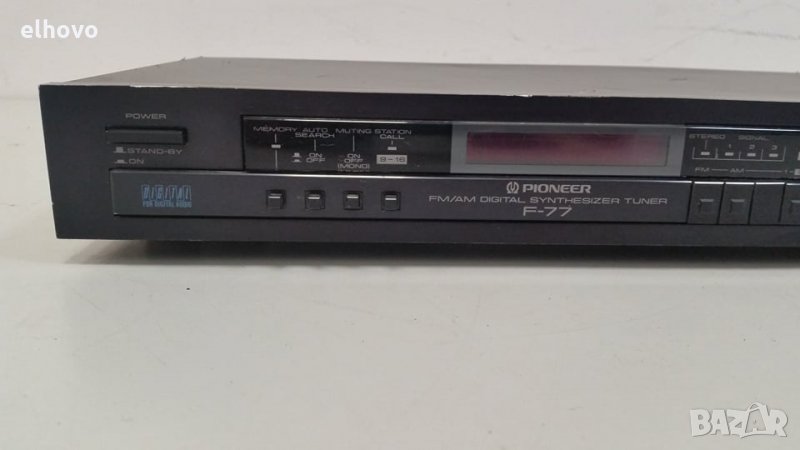 elhovo
POWER
STAND-BY
ON
MEMORY AUTO SEARCH MUTING STATION CALL
ON
OFF
ON
OFF
(MONO)
9-16
STEREO SIGNAL
1 2 3
FM AM
DIGITAL
FOR DIGITAL AUDIO
PIONEER
FM/AM DIGITAL SYNTHESIZER TUNER
F-77
BAZAR